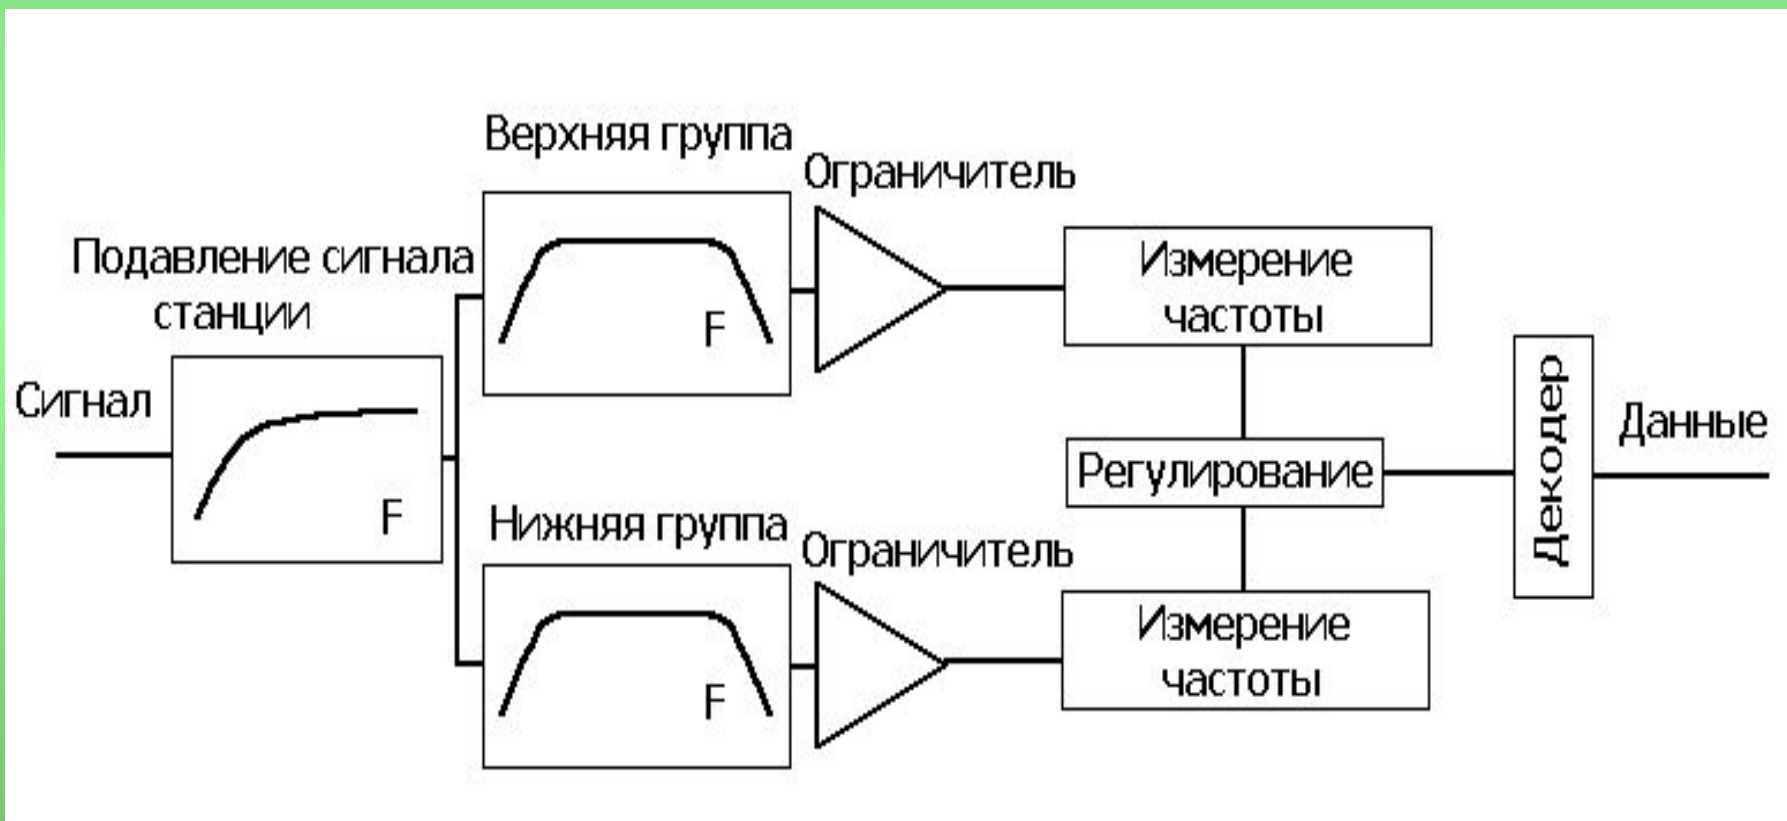 Верхняя группа
Ограничитель
Подавление сигнала
станции
Измерение
частоты
F
Сигнал
F
Регулирование
Декодер
Данные
Нижняя группа
Ограничитель
Измерение
частоты
F